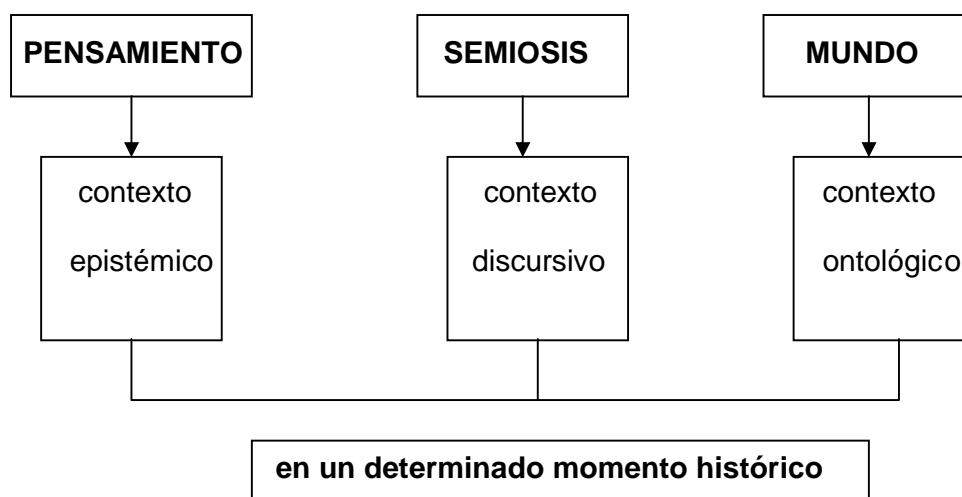 PENSAMIENTO
SEMIOSIS
MUNDO
contexto
epistémico
contexto
discursivo
contexto
ontológico
en un determinado momento histórico